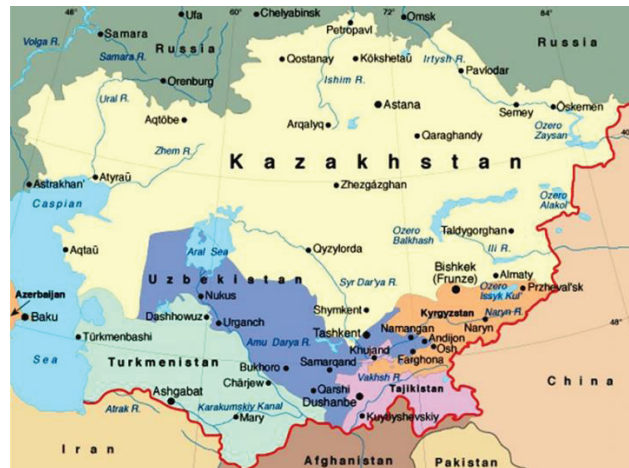 48°
Ufa
60°
Chelyabinsk
72°
Omsk
84°
Samara
Petropavl
Volga R.
Russia
Samara R.
Qostanay
Kökshetaū
Irtysh R.
Russia
Orenburg
Ishim R.
Pavlodar
Ural R.
Astana
Aqtöbe
Arqalyq
Semey
Öskemen
Qaraghandy
Ozero
Zaysan
Zhem R.
Kazakhstan
Astrakhan'
Atyraū
Zhezgázghan
Caspian
Ozero
Alakol
Ozero
Balkhash
Taldygorghan
Aqtaū
Aral Sea
Qyzylorda
Ili R.
Syr Dar'ya R.
Bishkek
(Frunze)
Almaty
Uzbekistan
Ozero
Issyk Kul'
Przheval'sk
Azerbaijan
Nukus
Shymkent
Kyrgyzstan
Baku
Dashhowuz
Urganch
Tashkent
Namangan
Naryn R.
Naryn
48°
Türkmenbashi
Amu Darya R.
Andijon
Khujand
Osh
Sea
Farghona
Turkmenistan
Bukhoro
Samarqand
Vakhsh R.
China
Chärjew
Qarshi
Tajikistan
Ashgabat
Dushanbe
Atrak R.
Karakumskiy Kanal
Mary
Kuybyshevskiy
Iran
Afghanistan
Pakistan